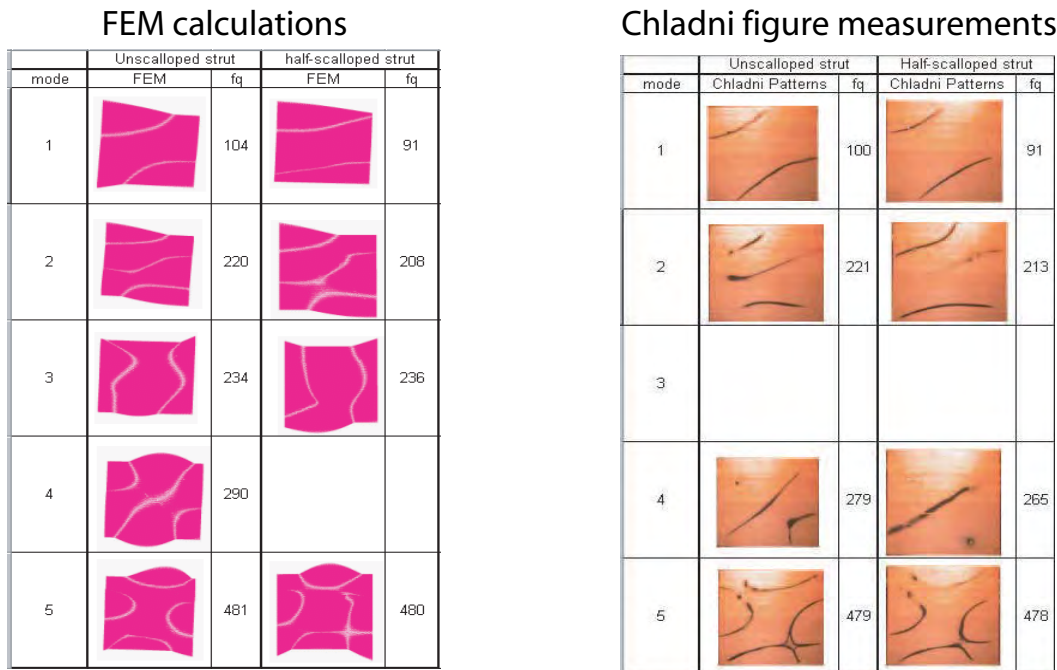 FEM calculations
Unscalloped strut half-scalloped strut
mode FEM fq FEM fq
1 104 91
2 220 208
3 234 236
4 290
5 481 480
Chladni figure measurements
Unscalloped strut Half-scalloped strut
mode Chladni Patterns fq Chladni Patterns fq
1 100 91
2 221 213
3
4 279 265
5 479 478